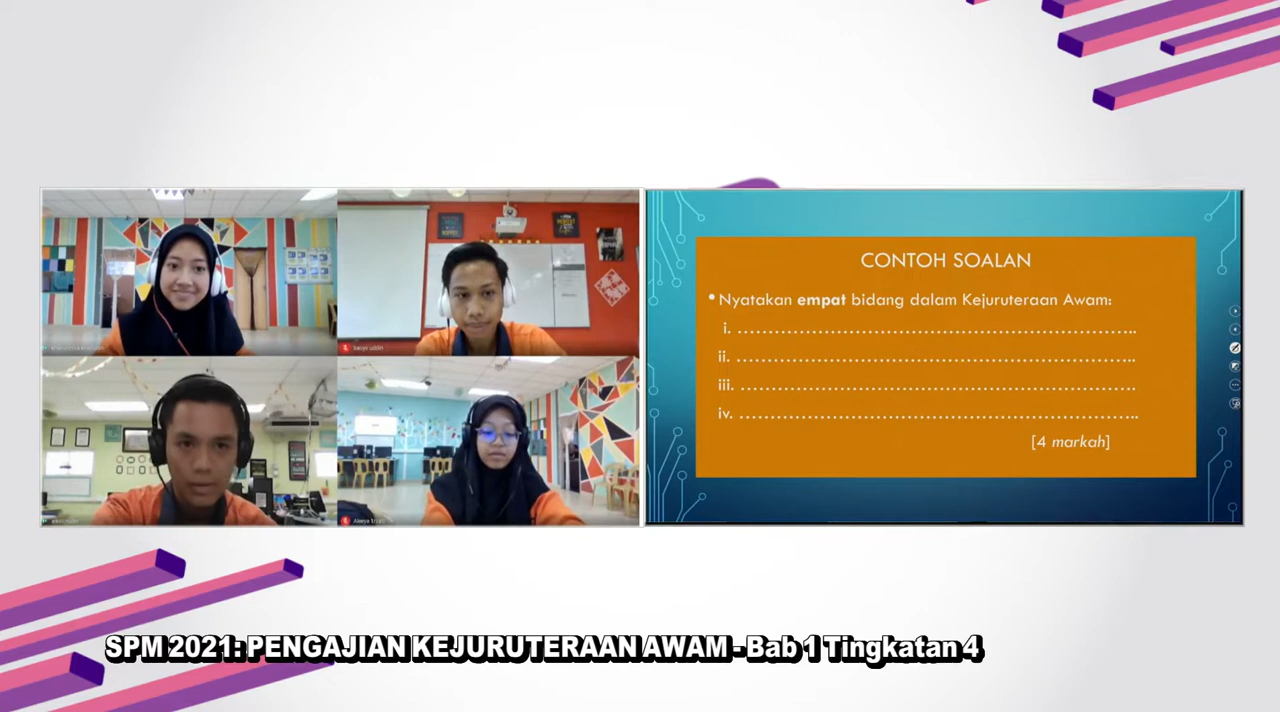 CONTOH SOALAN
• Nyatakan empat bidang dalam Kejuruteraan Awam:
i. ……………………………………………………………..
ii. ……………………………………………………………..
iii. …………………………………………………………….
iv. ……………………………………………………………..
[4 markah]
SPM 2021: PENGAJIAN KEJURUTERAAN AWAM - Bab 1 Tingkatan 4